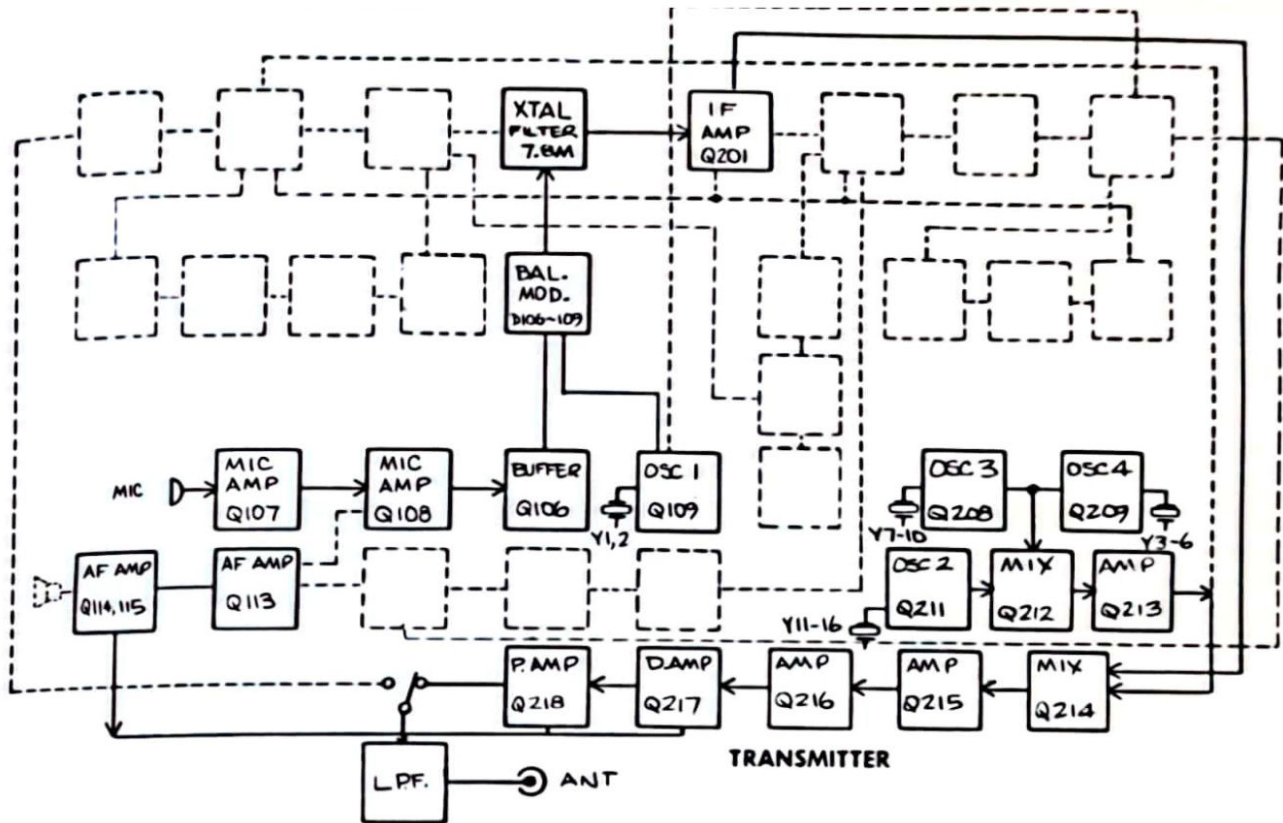 XTAL
FILTER
7.8M
IF
AMP
Q201
BAL.
MOD.
D106~109
MIC
MIC
AMP
Q107
MIC
AMP
Q108
BUFFER
Q106
OSC 1
Q109
Y1,2
OSC 3
Q208
Y7-10
OSC 4
Q209
Y3-6
AF AMP
Q114,115
AF AMP
Q113
OSC 2
Q211
Y11-16
MIX
Q212
AMP
Q213
P. AMP
Q218
D.AMP
Q217
AMP
Q216
AMP
Q215
MIX
Q214
TRANSMITTER
L.P.F.
ANT